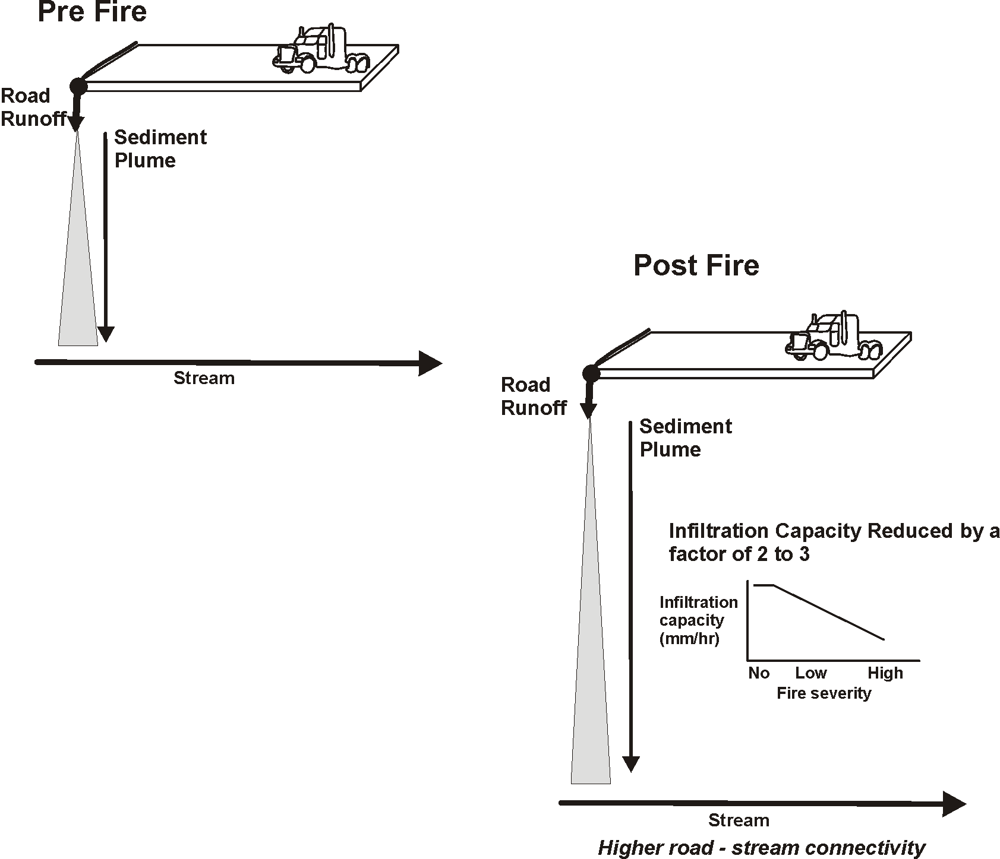 Pre Fire
Road
Runoff
Sediment
Plume
Stream
Post Fire
Road
Runoff
Sediment
Plume
Infiltration Capacity Reduced by a
factor of 2 to 3
Infiltration
capacity
(mm/hr)
No Low High
Fire severity
Stream
Higher road - stream connectivity